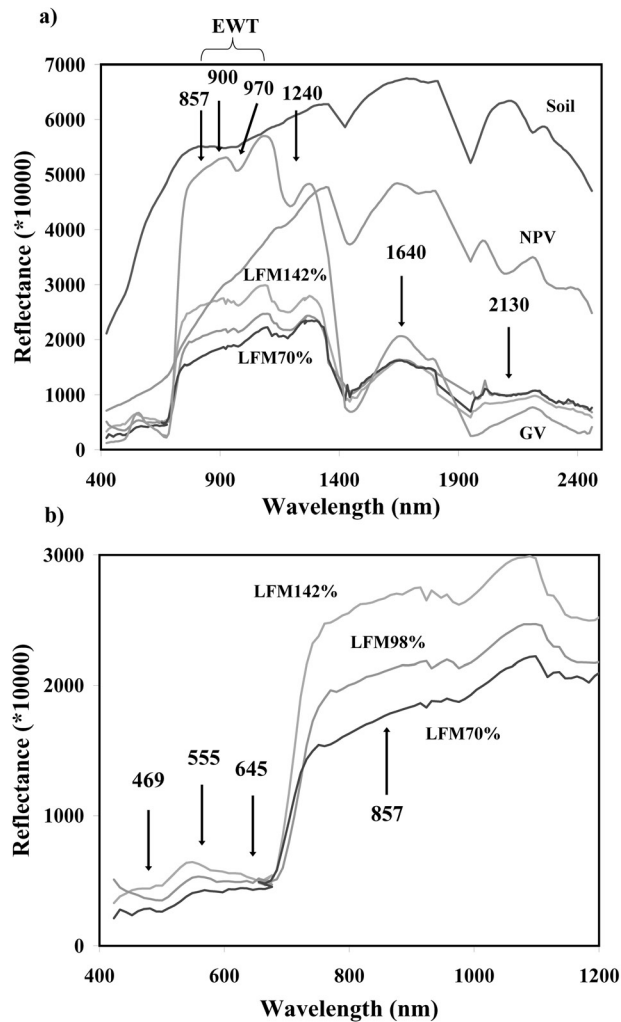 a)
EWT
7000
6000
5000
4000
3000
2000
1000
0
Reflectance (*10000)
857
900
970
1240
Soil
NPV
1640
LFM142%
2130
LFM70%
GV
400
900
1400
1900
2400
Wavelength (nm)
b)
3000
2000
1000
0
Reflectance (*10000)
LFM142%
LFM98%
LFM70%
469
555
645
857
400
600
800
1000
1200
Wavelength (nm)